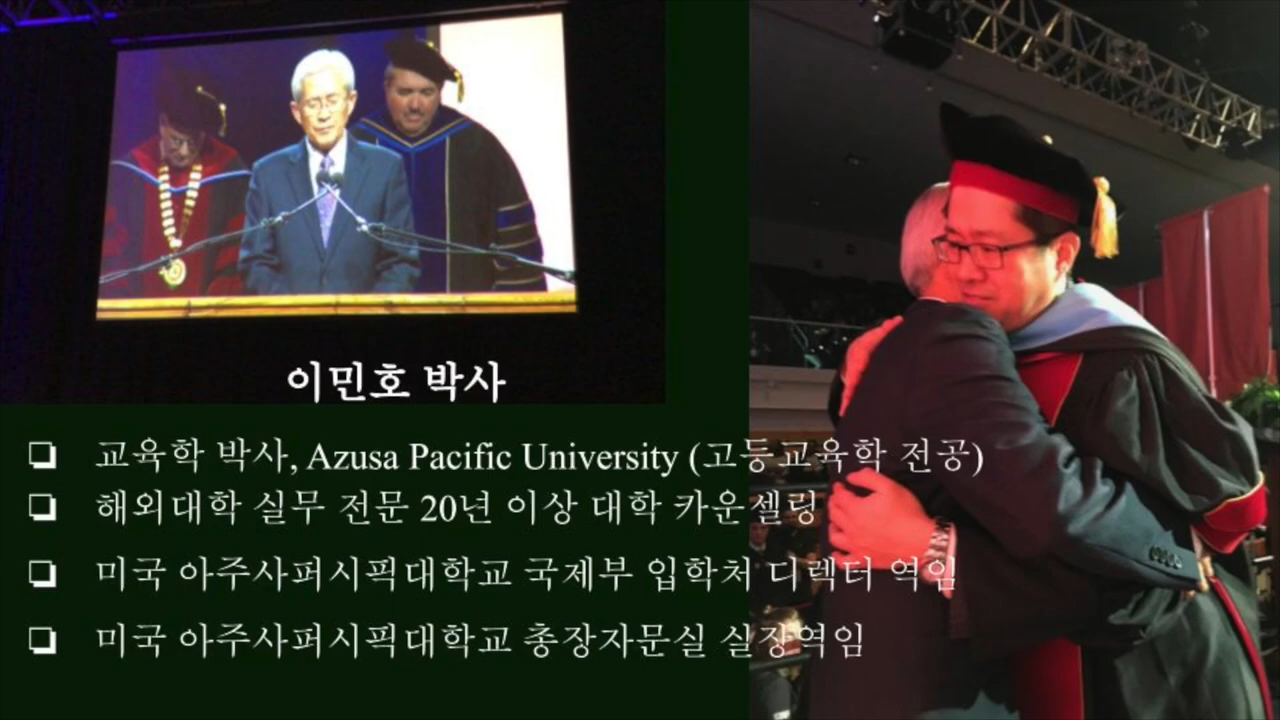 이민호 박사
❏ 교육학 박사, Azusa Pacific University (고등교육학 전공)
❏ 해외대학 실무 전문 20년 이상 대학 카운셀링
❏ 미국 아주사퍼시픽대학교 국제부 입학처 디렉터 역임
❏ 미국 아주사퍼시픽대학교 총장자문실 실장역임